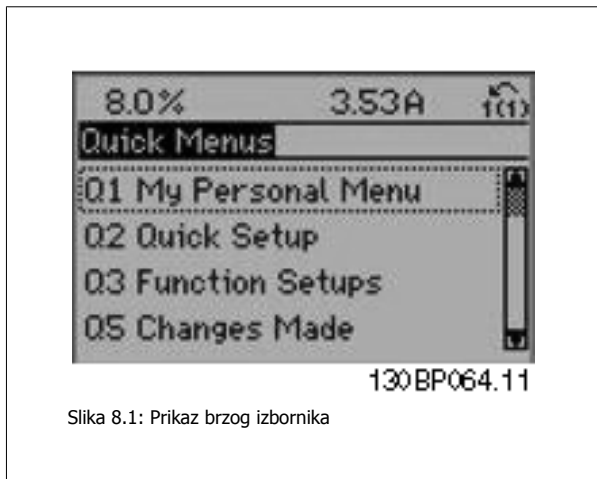 8.0% 3.53A 1(1)
Quick Menus
Q1 My Personal Menu
Q2 Quick Setup
Q3 Function Setups
Q5 Changes Made
130BP064.11
Slika 8.1: Prikaz brzog izbornika